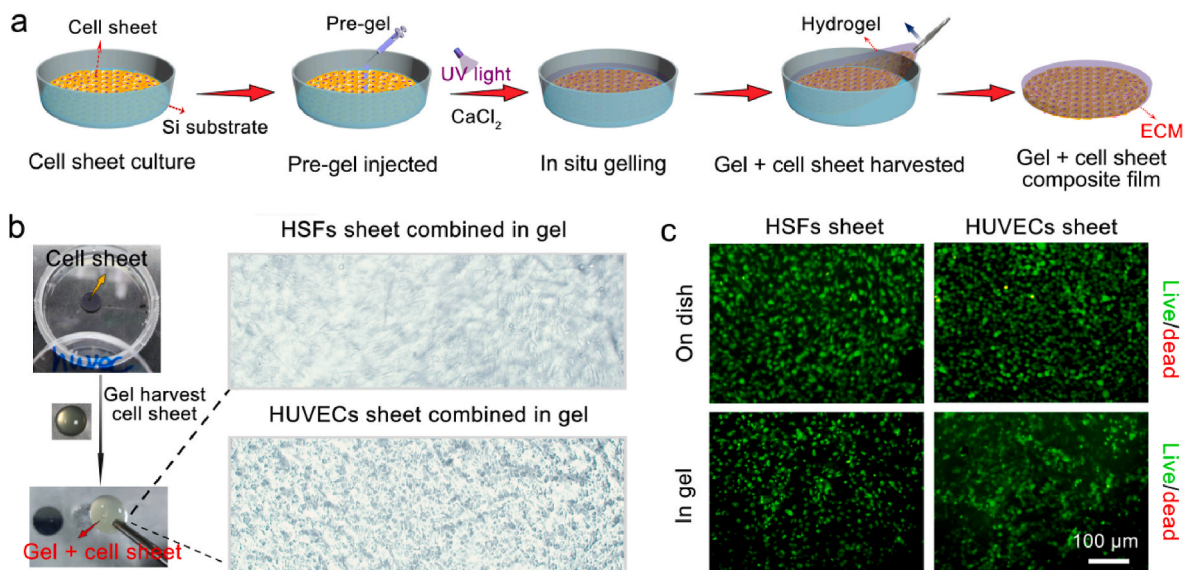 a
Cell sheet
Pre-gel
UV light
CaCl₂
Hydrogel
Si substrate
ECM
Cell sheet culture
Pre-gel injected
In situ gelling
Gel + cell sheet harvested
Gel + cell sheet
composite film
b
Cell sheet
HUVEC
Gel harvest
cell sheet
Gel + cell sheet
HSFs sheet combined in gel
HUVECs sheet combined in gel
c
HSFs sheet
HUVECs sheet
On dish
In gel
Live/dead
Live/dead
100 μm